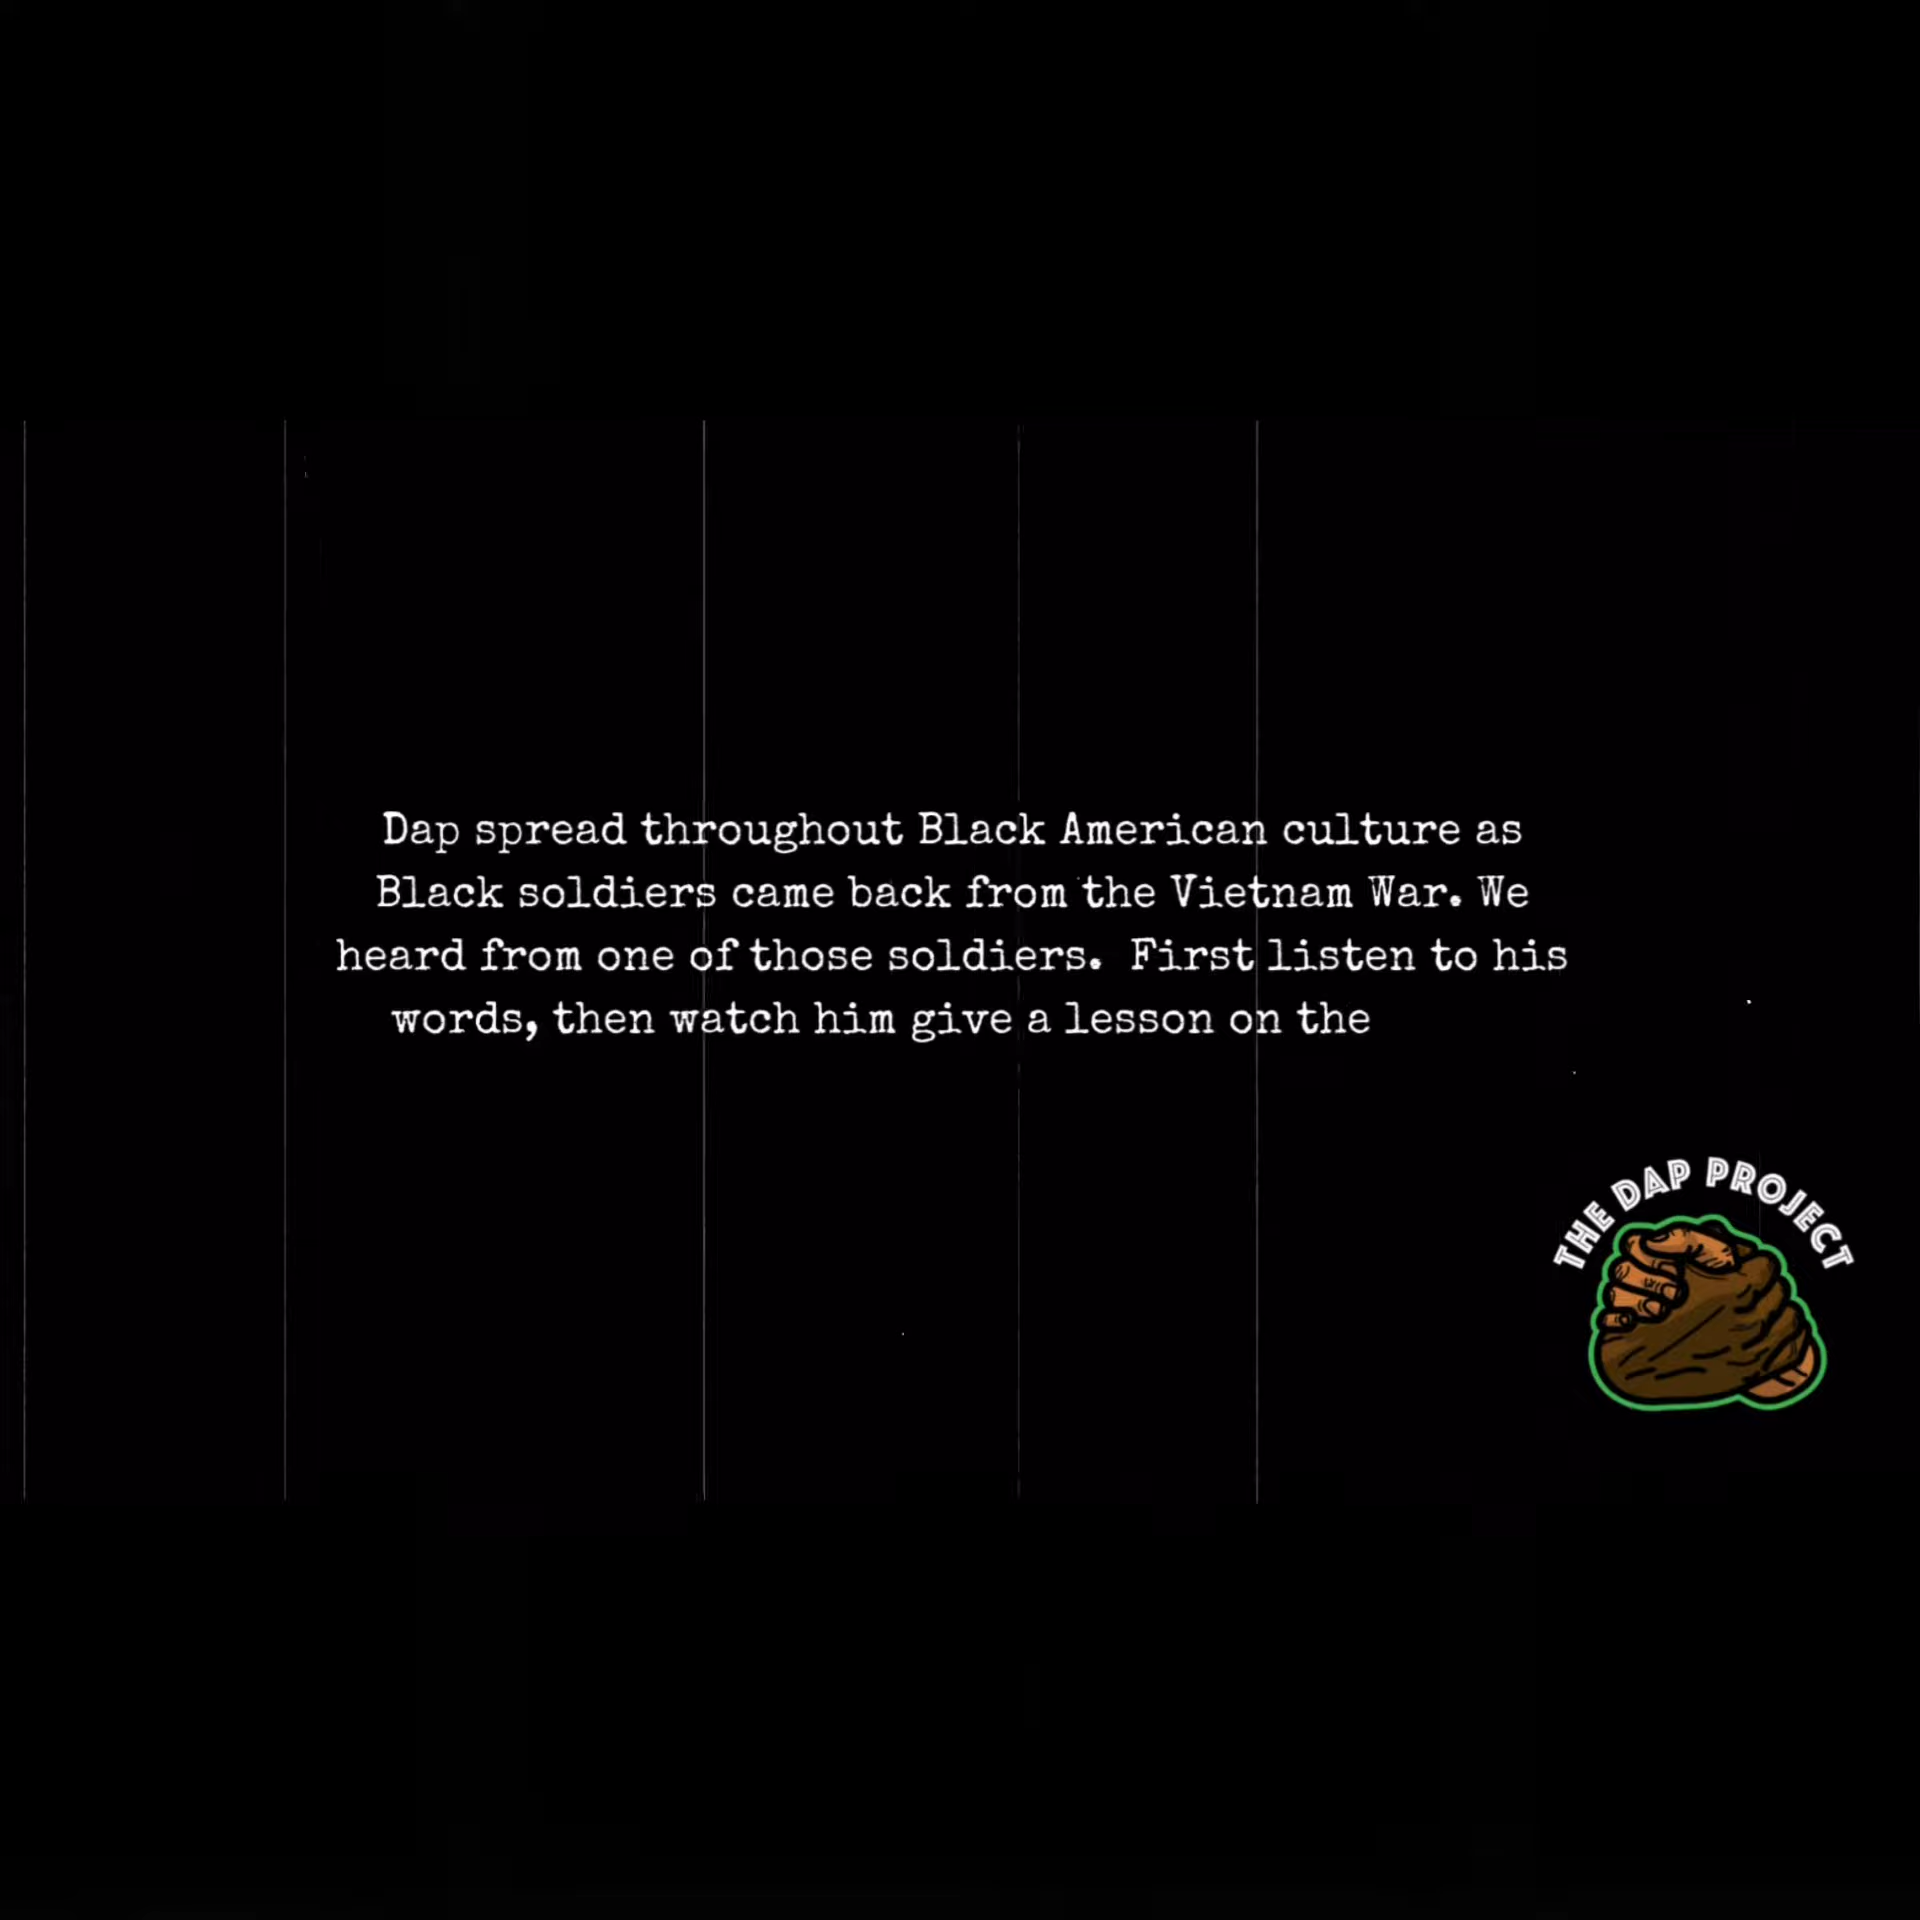 Dap spread throughout Black American culture as
Black soldiers came back from the Vietnam War. We
heard from one of those soldiers.  First listen to his
words, then watch him give a lesson on the
THE DAP PROJECT